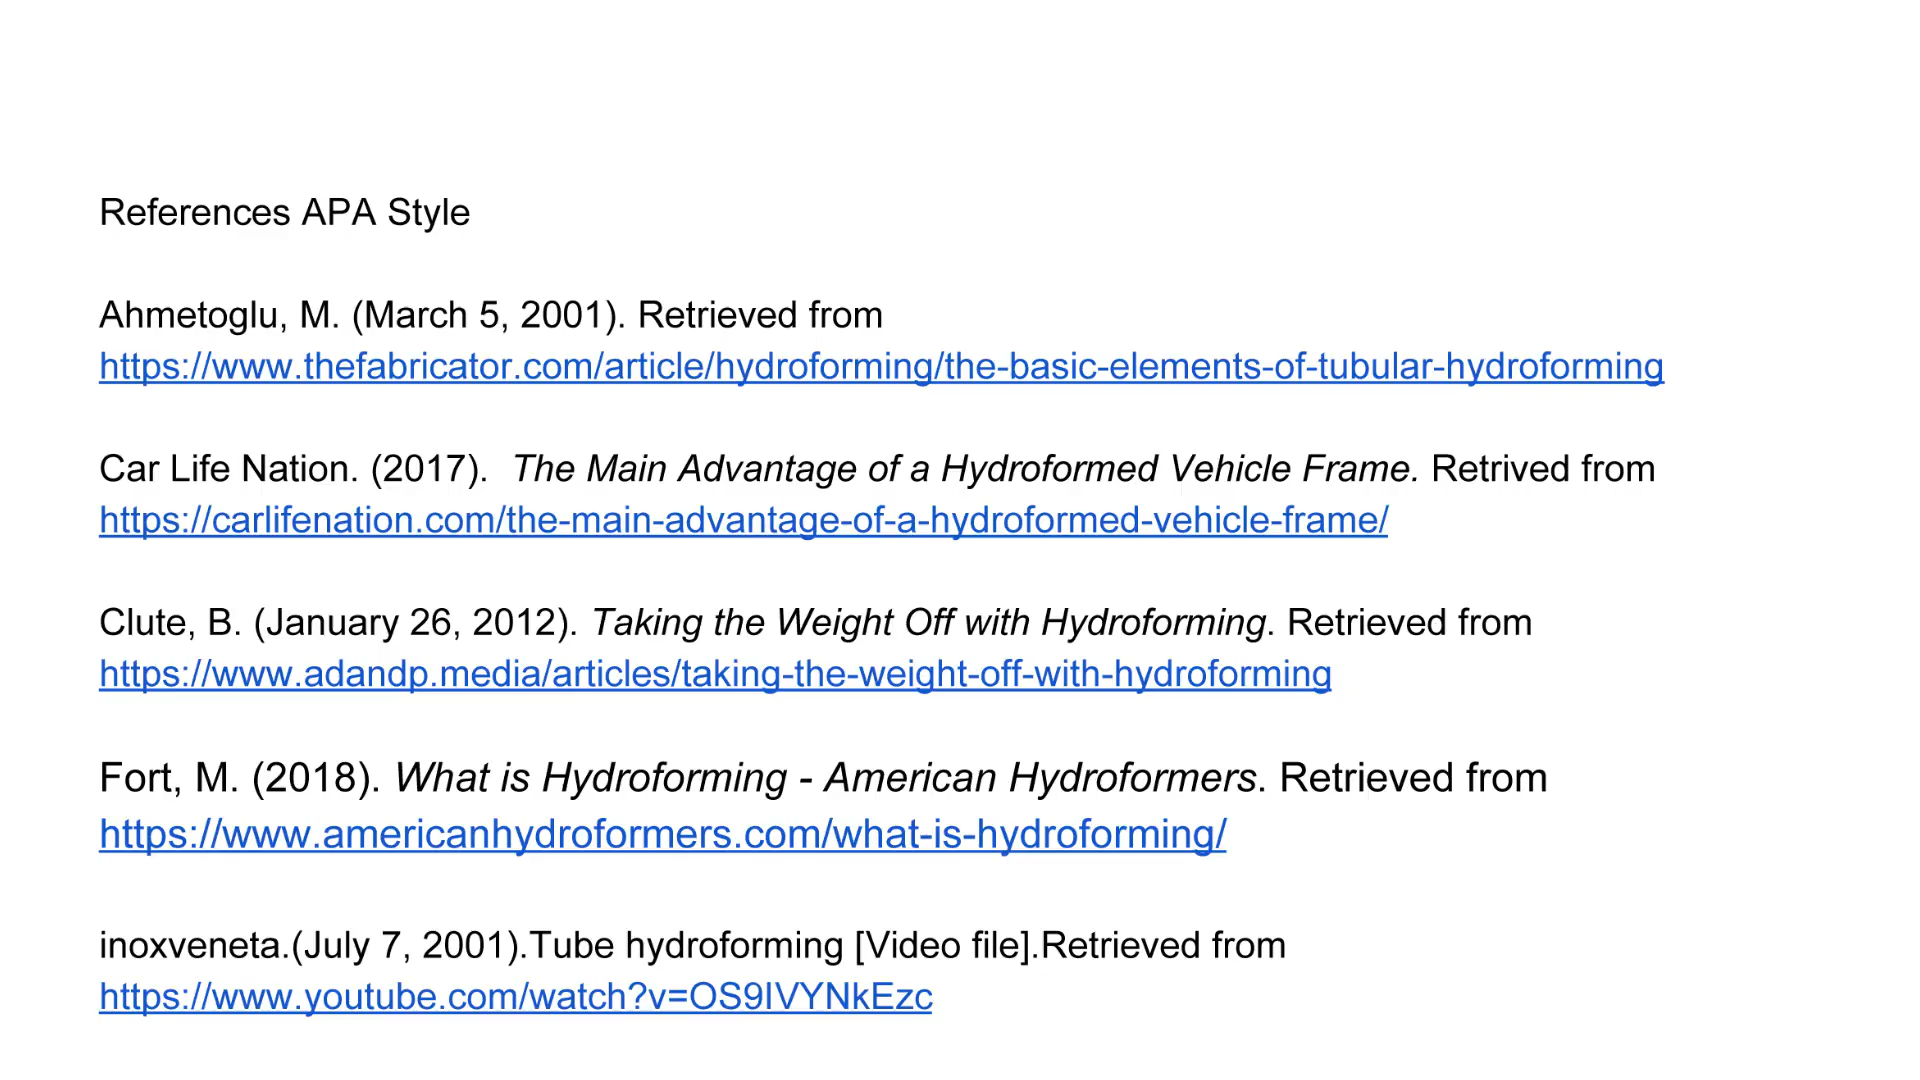 References APA Style
Ahmetoglu, M. (March 5, 2001). Retrieved from
https://www.thefabricator.com/article/hydroforming/the-basic-elements-of-tubular-hydroforming
Car Life Nation. (2017).  The Main Advantage of a Hydroformed Vehicle Frame. Retrived from
https://carlifenation.com/the-main-advantage-of-a-hydroformed-vehicle-frame/
Clute, B. (January 26, 2012). Taking the Weight Off with Hydroforming. Retrieved from
https://www.adandp.media/articles/taking-the-weight-off-with-hydroforming
Fort, M. (2018). What is Hydroforming - American Hydroformers. Retrieved from
https://www.americanhydroformers.com/what-is-hydroforming/
inoxveneta.(July 7, 2001).Tube hydroforming [Video file].Retrieved from
https://www.youtube.com/watch?v=OS9IVYNkEzc